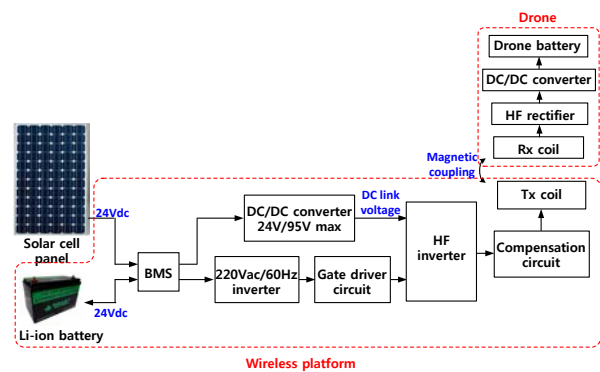 Drone
Drone battery
DC/DC converter
HF rectifier
Rx coil
Magnetic
coupling
Tx coil
24Vdc
Solar cell
panel
DC/DC converter
24V/95V max
DC link
voltage
HF
inverter
Compensation
circuit
BMS
220Vac/60Hz
inverter
Gate driver
circuit
24Vdc
Li-ion battery
Wireless platform